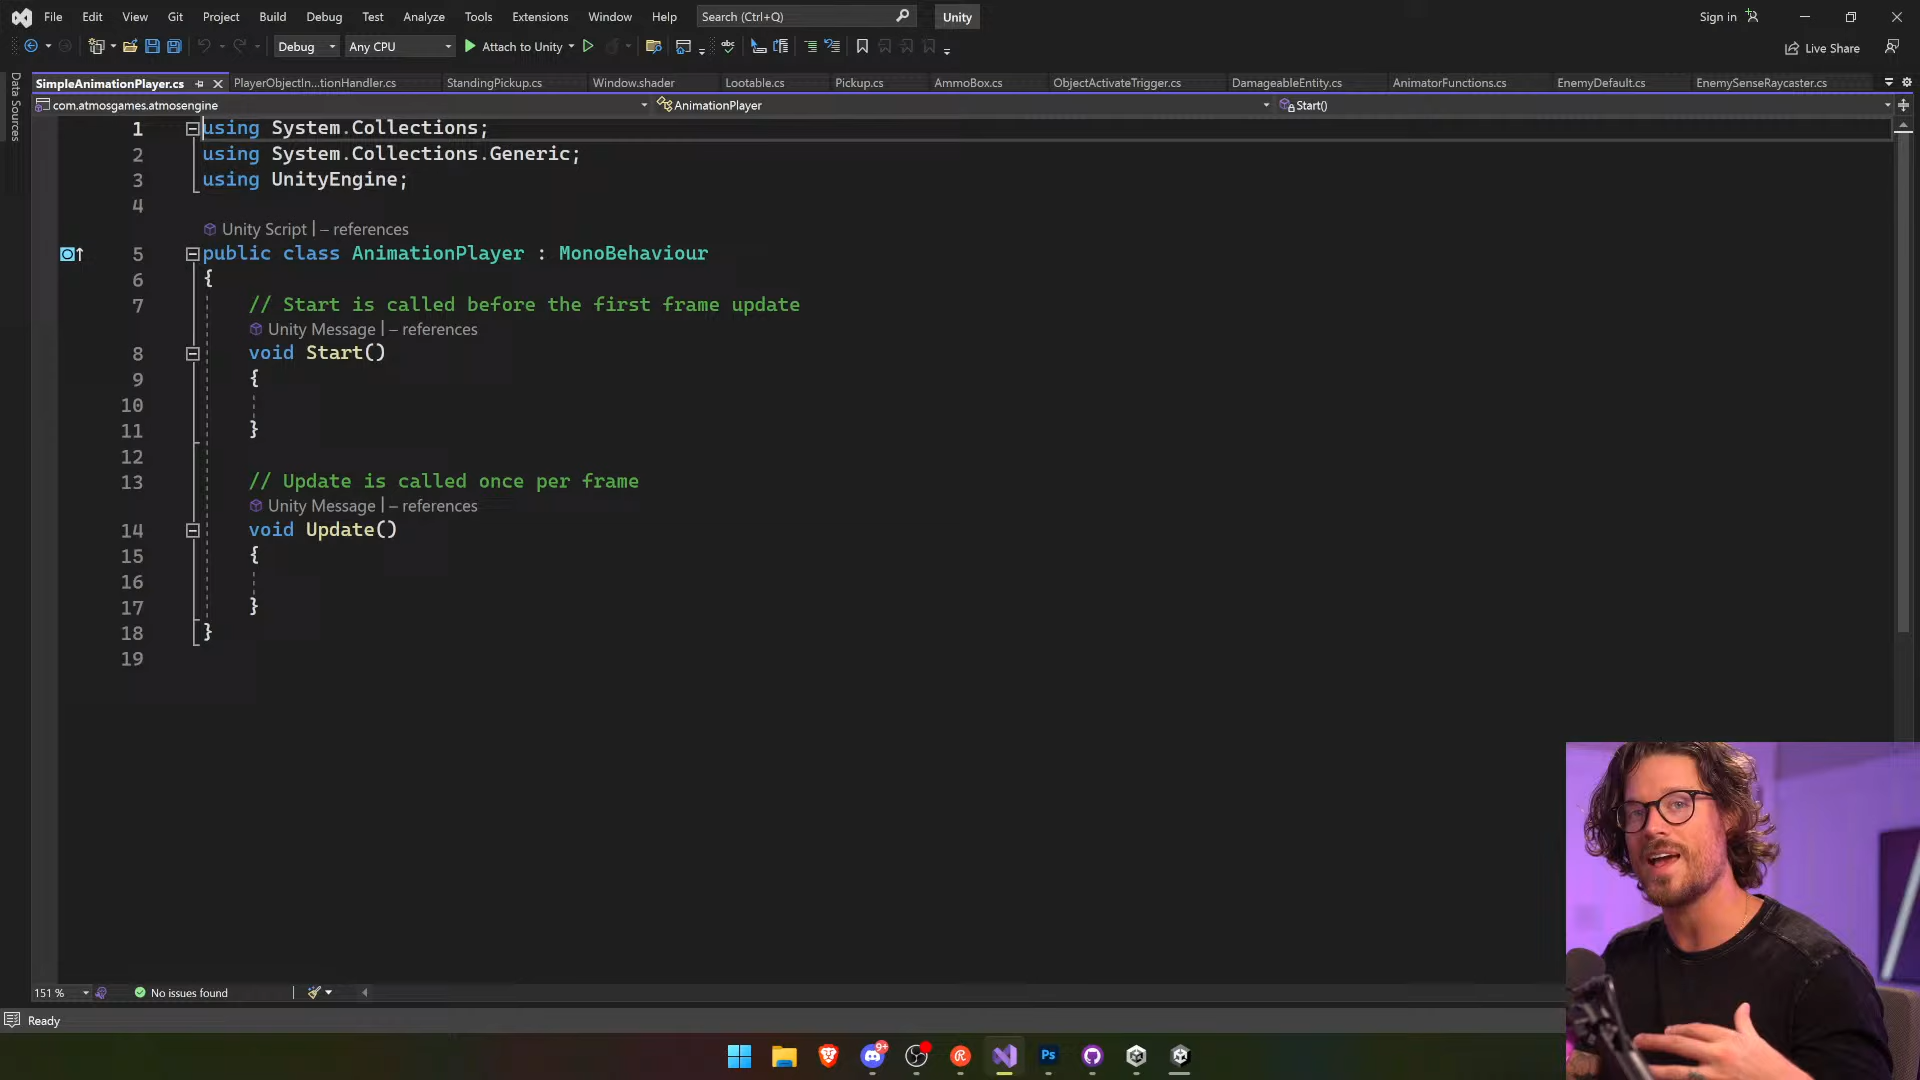 File Edit View Git Project Build Debug Test Analyze Tools Extensions Window Help Search (Ctrl+Q) Unity Sign in
Debug Any CPU Attach to Unity Live Share
Data Sources
SimpleAnimationPlayer.cs PlayerObjectIn...tionHandler.cs StandingPickup.cs Window.shader Lootable.cs Pickup.cs AmmoBox.cs ObjectActivateTrigger.cs DamageableEntity.cs AnimatorFunctions.cs EnemyDefault.cs EnemySenseRaycaster.cs
com.atmosgames.atmosengine AnimationPlayer Start()
1 using System.Collections;
2 using System.Collections.Generic;
3 using UnityEngine;
4
Unity Script | – references
5 public class AnimationPlayer : MonoBehaviour
6 {
7 // Start is called before the first frame update
Unity Message | – references
8 void Start()
9 {
10
11 }
12
13 // Update is called once per frame
Unity Message | – references
14 void Update()
15 {
16
17 }
18 }
19
151 % No issues found
Ready
9+
Ps